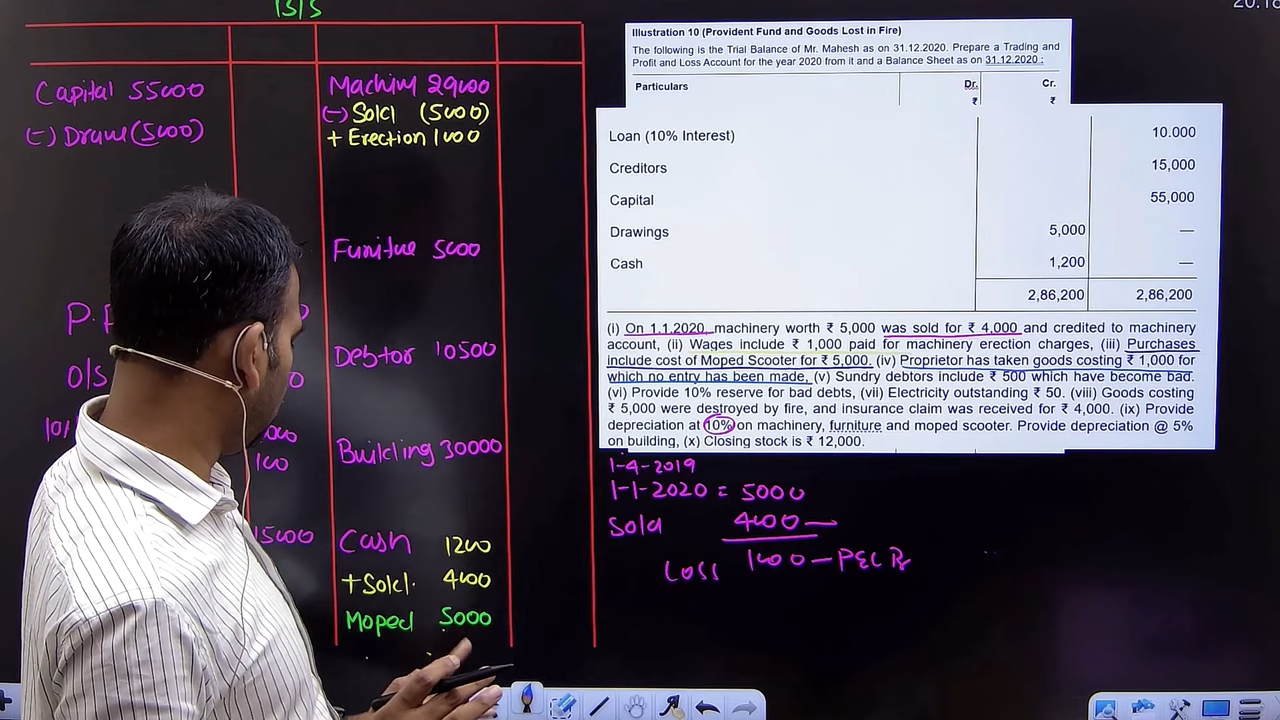 20:18
B/S
Capital 55000
(-) Draw (5000)
P.P
O/S
10%
000
100
15000
Machiny 29000
(-) Sold (5000)
+ Erection 1000
Furnitue 5000
Debtor 10500
Building 30000
Cash 1200
+ Sold. 4000
Moped 5000
Illustration 10 (Provident Fund and Goods Lost in Fire)
The following is the Trial Balance of Mr. Mahesh as on 31.12.2020. Prepare a Trading and
Profit and Loss Account for the year 2020 from it and a Balance Sheet as on 31.12.2020 :
Particulars Dr. Cr.
₹ ₹
Loan (10% Interest) 10.000
Creditors 15,000
Capital 55,000
Drawings 5,000 —
Cash 1,200 —
2,86,200 2,86,200
(i) On 1.1.2020, machinery worth ₹ 5,000 was sold for ₹ 4,000 and credited to machinery
account, (ii) Wages include ₹ 1,000 paid for machinery erection charges, (iii) Purchases
include cost of Moped Scooter for ₹ 5,000. (iv) Proprietor has taken goods costing ₹ 1,000 for
which no entry has been made, (v) Sundry debtors include ₹ 500 which have become bad.
(vi) Provide 10% reserve for bad debts, (vii) Electricity outstanding ₹ 50. (viii) Goods costing
₹ 5,000 were destroyed by fire, and insurance claim was received for ₹ 4,000. (ix) Provide
depreciation at 10% on machinery, furniture and moped scooter. Provide depreciation @ 5%
on building, (x) Closing stock is ₹ 12,000.
1-4-2019
1-1-2020 = 5000
Sold 4000 —
Loss 1000 — P&L Dr